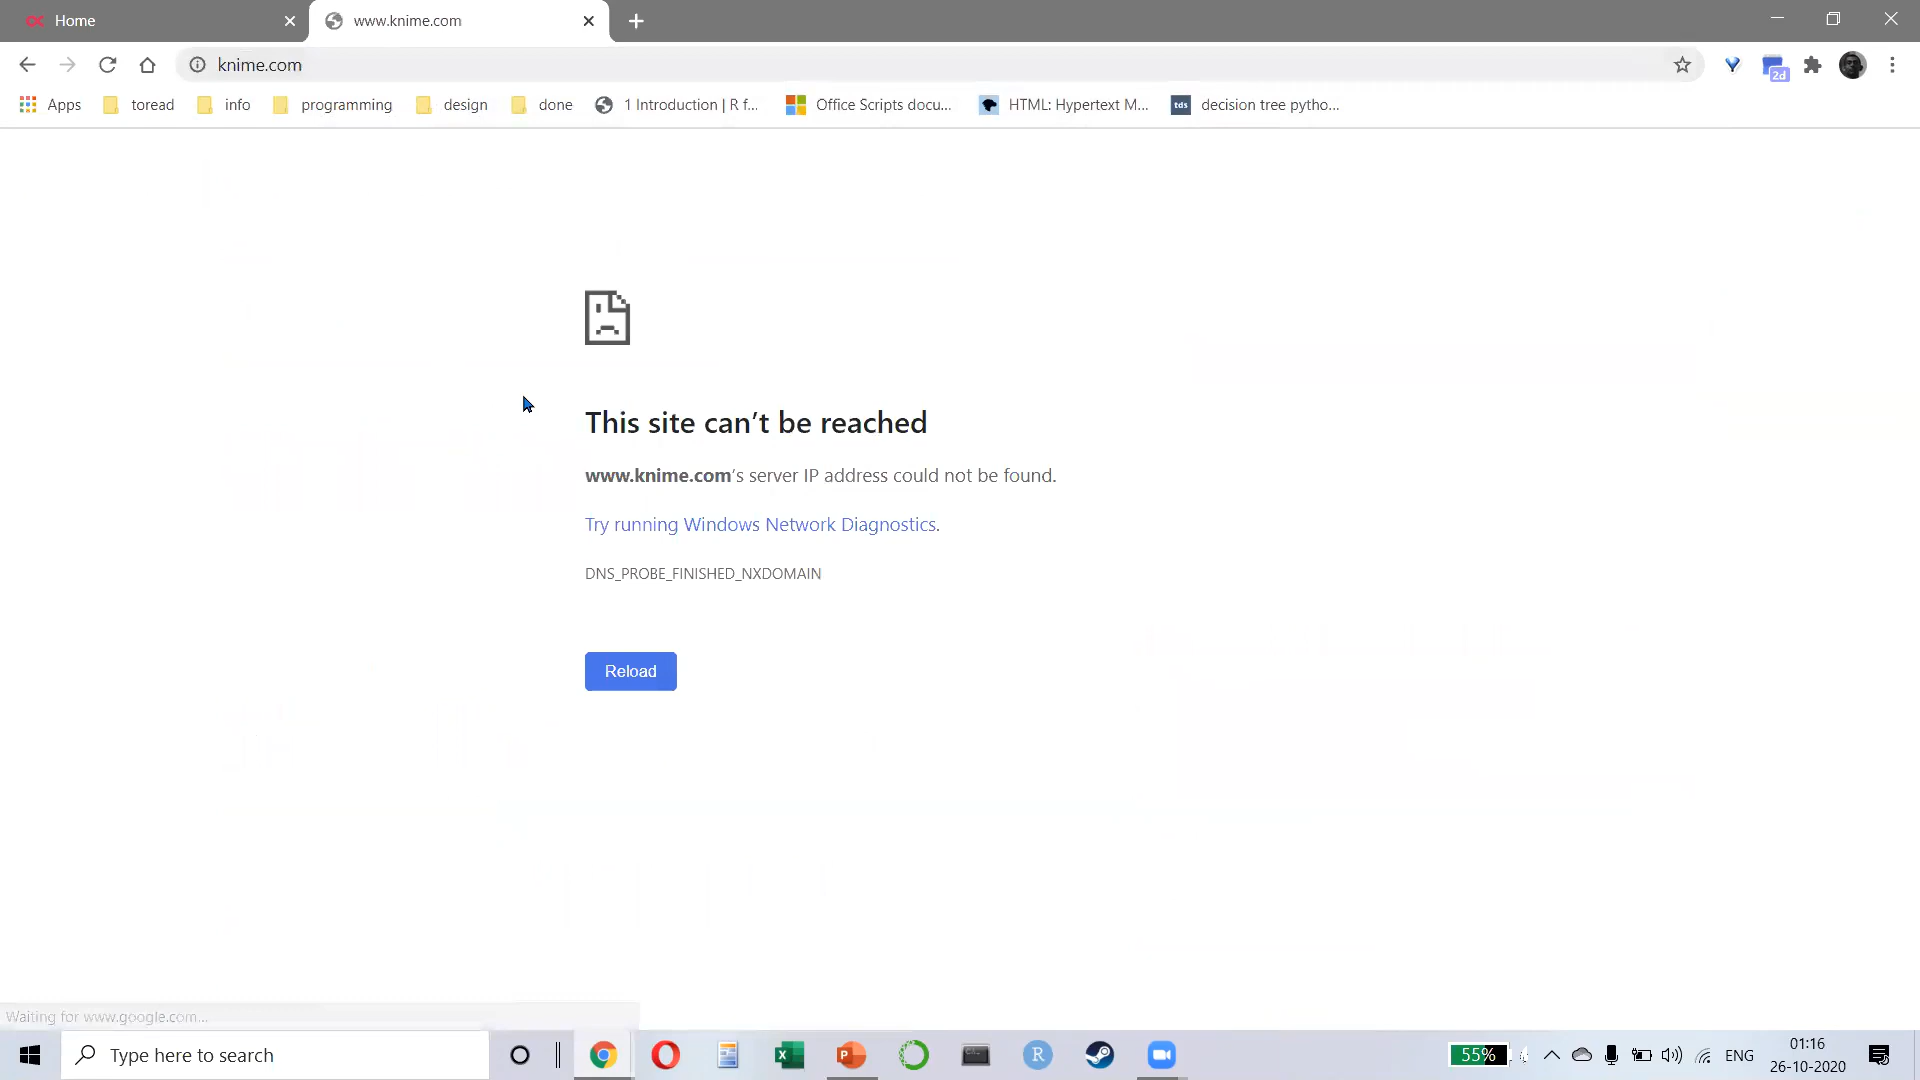 Home
www.knime.com
knime.com
2d
Apps
toread
info
programming
design
done
1 Introduction | R f...
Office Scripts docu...
HTML: Hypertext M...
tds
decision tree pytho...
This site can’t be reached
www.knime.com’s server IP address could not be found.
Try running Windows Network Diagnostics.
DNS_PROBE_FINISHED_NXDOMAIN
Reload
Waiting for www.google.com...
Type here to search
P
R
55%
ENG
01:16
26-10-2020